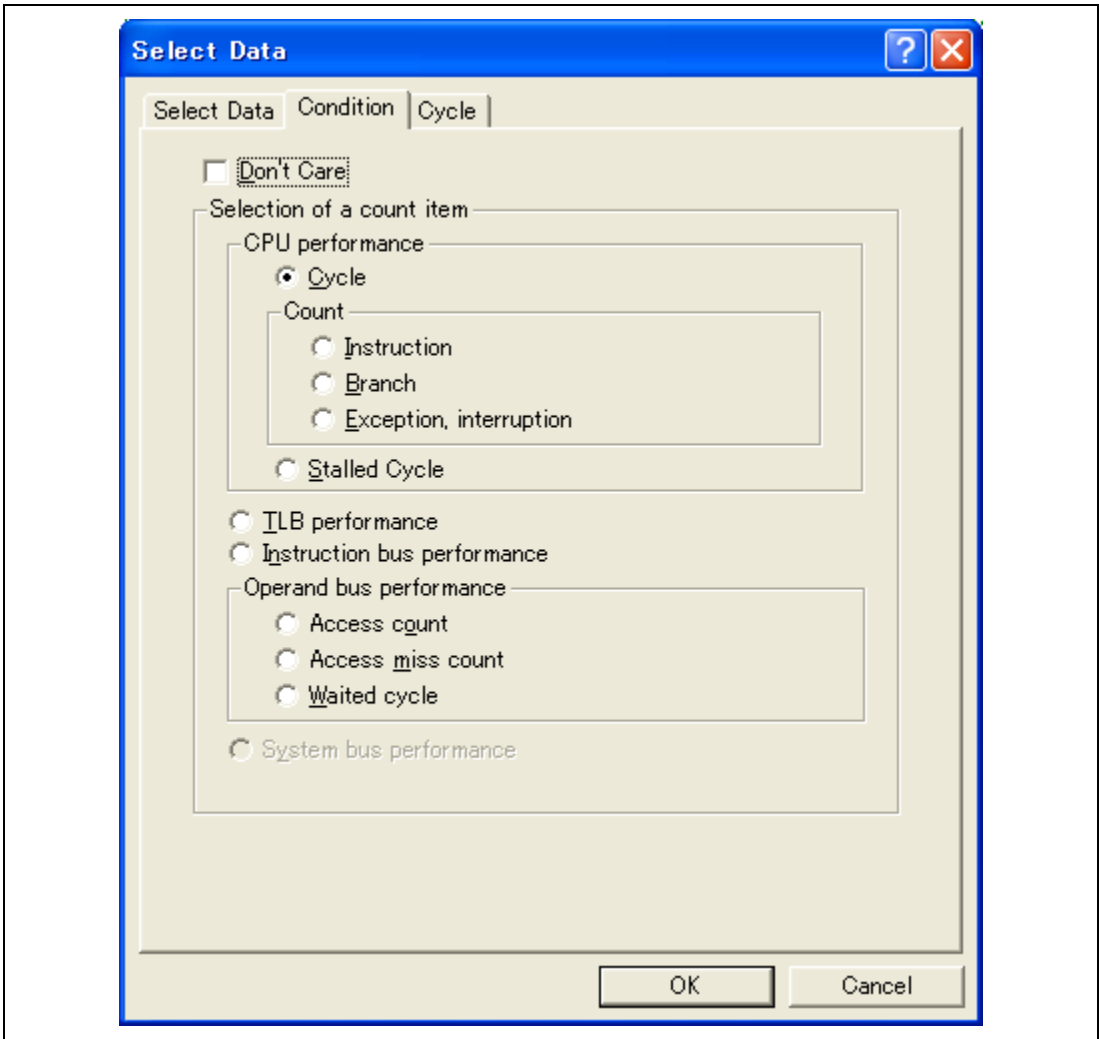 Select Data
Select Data Condition Cycle
Don't Care
Selection of a count item
CPU performance
Cycle
Count
Instruction
Branch
Exception, interruption
Stalled Cycle
TLB performance
Instruction bus performance
Operand bus performance
Access count
Access miss count
Waited cycle
System bus performance
OK Cancel